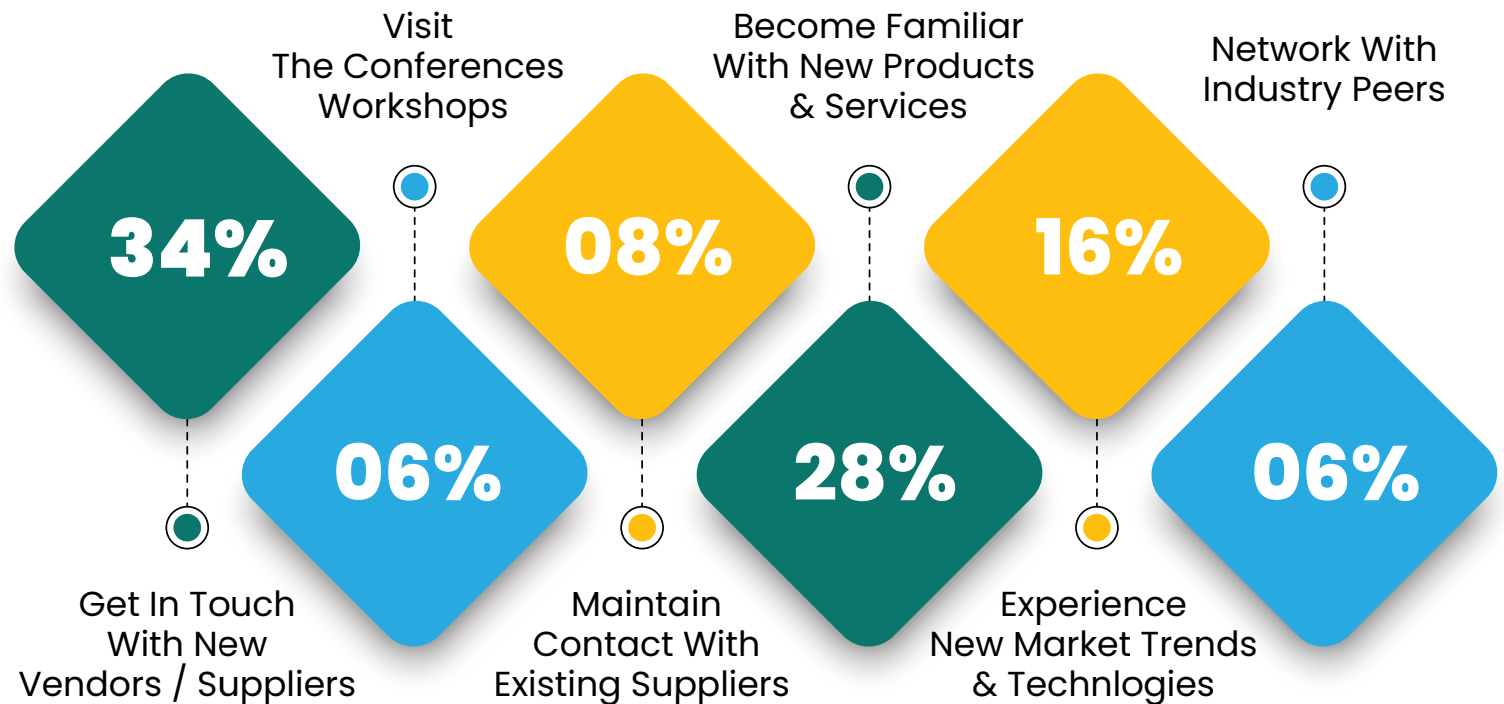 Visit
The Conferences
Workshops
Become Familiar
With New Products
& Services
Network With
Industry Peers
34%
08%
16%
06%
28%
06%
Get In Touch
With New
Vendors / Suppliers
Maintain
Contact With
Existing Suppliers
Experience
New Market Trends
& Technlogies